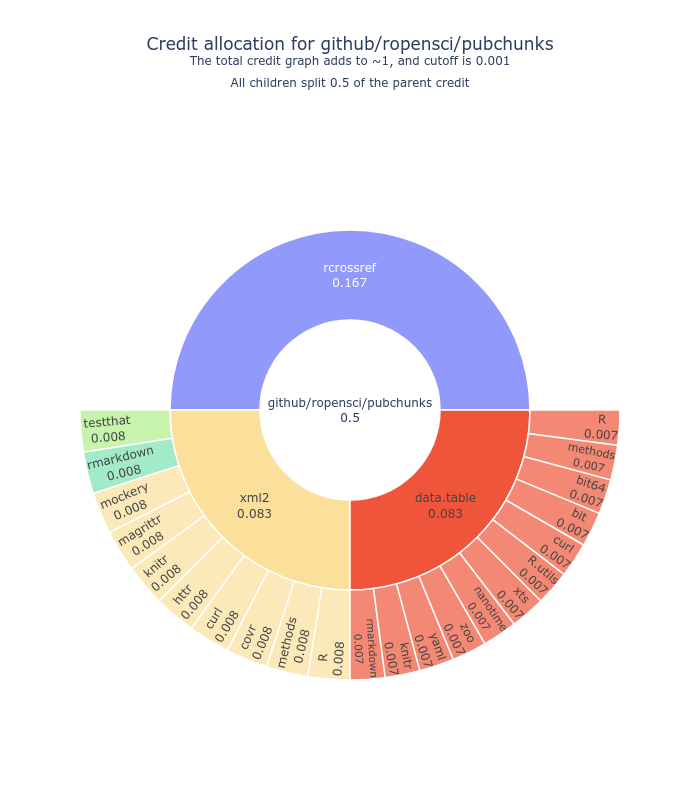 Credit allocation for github/ropensci/pubchunks
The total credit graph adds to ~1, and cutoff is 0.001
All children split 0.5 of the parent credit
rcrossref
0.167
github/ropensci/pubchunks
0.5
xml2
0.083
data.table
0.083
testthat
0.008
rmarkdown
0.008
mockery
0.008
magrittr
0.008
knitr
0.008
httr
0.008
curl
0.008
covr
0.008
methods
0.008
R
0.008
rmarkdown
0.007
knitr
0.007
yaml
0.007
zoo
0.007
nanotime
0.007
xts
0.007
R.utils
0.007
curl
0.007
bit
0.007
bit64
0.007
methods
0.007
R
0.007